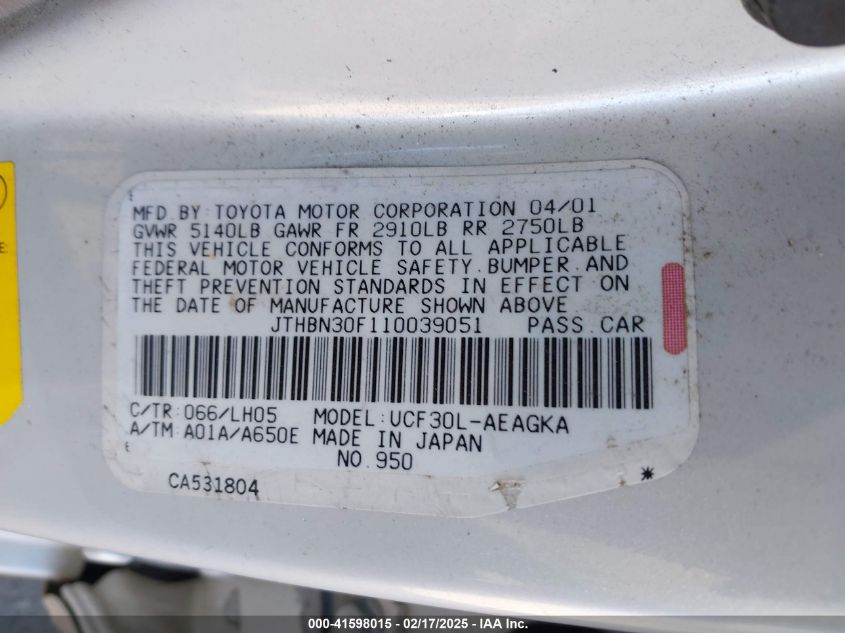 MFD BY: TOYOTA MOTOR CORPORATION 04/01
GVWR 5140LB GAWR FR 2910LB RR 2750LB
THIS VEHICLE CONFORMS TO ALL APPLICABLE
FEDERAL MOTOR VEHICLE SAFETY, BUMPER, AND
THEFT PREVENTION STANDARDS IN EFFECT ON
THE DATE OF MANUFACTURE SHOWN ABOVE
JTHBN30F110039051 PASS. CAR
C/TR: 066/LH05 MODEL: UCF30L-AEAGKA
A/TM: A01A/A650E MADE IN JAPAN
NO. 950
CA531804 *
E
000-41598015 - 02/17/2025 - IAA Inc.